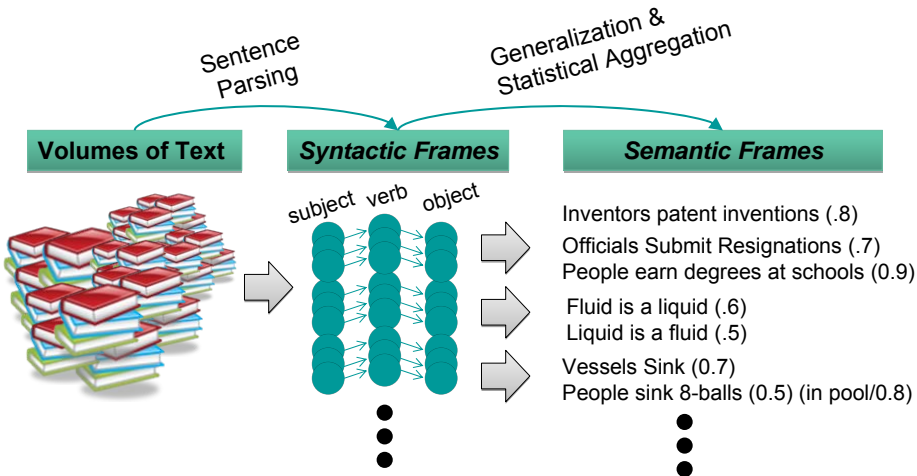 Sentence
Parsing
Generalization &
Statistical Aggregation
Volumes of Text
Syntactic Frames
Semantic Frames
subject
verb
object
Inventors patent inventions (.8)
Officials Submit Resignations (.7)
People earn degrees at schools (0.9)
Fluid is a liquid (.6)
Liquid is a fluid (.5)
Vessels Sink (0.7)
People sink 8-balls (0.5) (in pool/0.8)